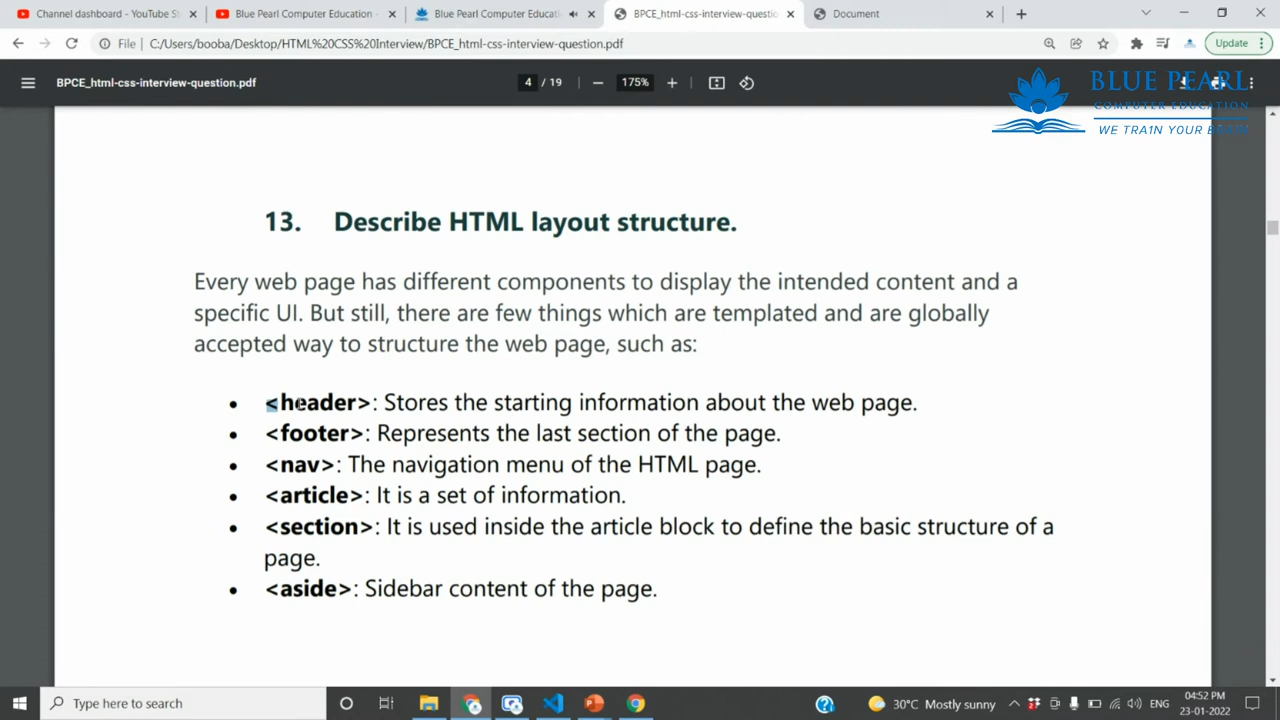 Channel dashboard - YouTube St
Blue Pearl Computer Education -
Blue Pearl Computer Educati
BPCE_html-css-interview-questio
Document
File
C:/Users/booba/Desktop/HTML%20CSS%20Interview/BPCE_html-css-interview-question.pdf
Update
BPCE_html-css-interview-question.pdf
4 / 19
175%
BLUE PEARL
COMPUTER EDUCATION
WE TRA1N YOUR BRAIN
13. Describe HTML layout structure.
Every web page has different components to display the intended content and a
specific UI. But still, there are few things which are templated and are globally
accepted way to structure the web page, such as:
• <header>: Stores the starting information about the web page.
• <footer>: Represents the last section of the page.
• <nav>: The navigation menu of the HTML page.
• <article>: It is a set of information.
• <section>: It is used inside the article block to define the basic structure of a
page.
• <aside>: Sidebar content of the page.
Type here to search
30°C Mostly sunny
ENG
04:52 PM
23-01-2022